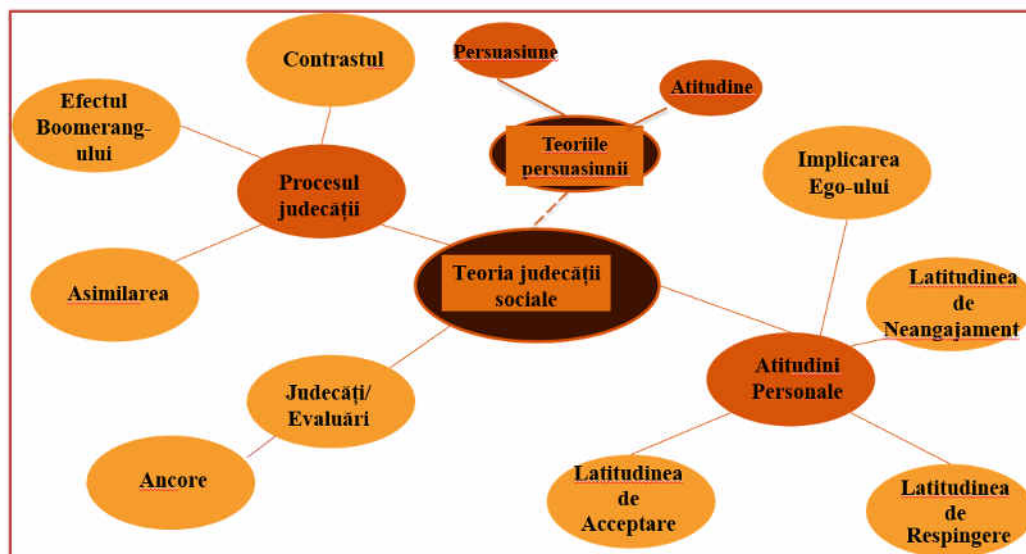 Contrastul
Persuasiune
Atitudine
Efectul
Boomerang-
ului
Teoriile
persuasiunii
Implicarea
Ego-ului
Procesul
judecății
Asimilarea
Teoria judecății
sociale
Latitudinea
de
Neangajament
Atitudini
Personale
Judecăți/
Evaluări
Ancore
Latitudinea
de
Acceptare
Latitudinea
de
Respingere